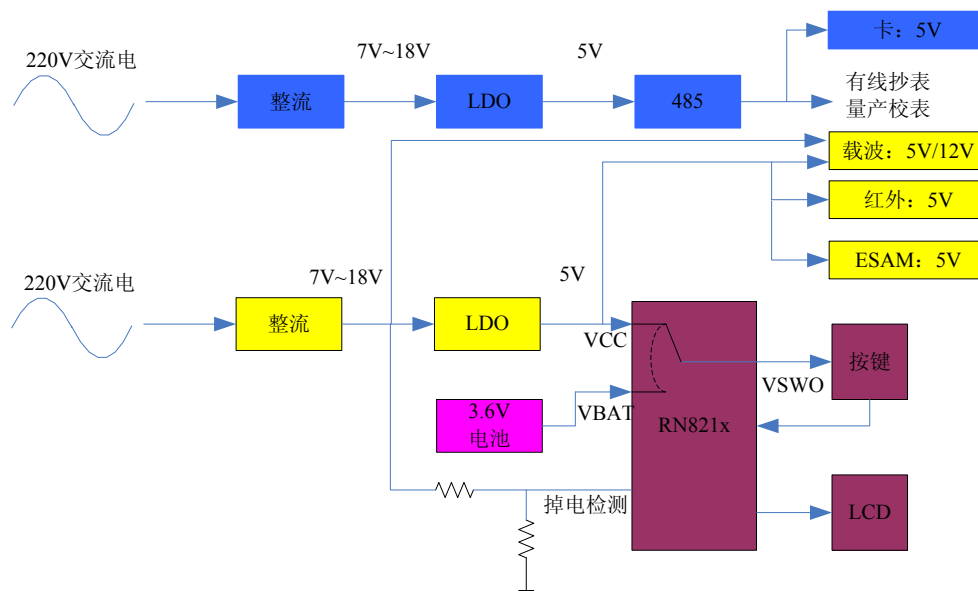 220V交流电
7V~18V
5V
整流
LDO
485
卡：5V
有线抄表
量产校表
载波：5V/12V
红外：5V
ESAM：5V
220V交流电
7V~18V
5V
整流
LDO
VCC
3.6V
电池
VBAT
RN821x
VSWO
按键
掉电检测
LCD